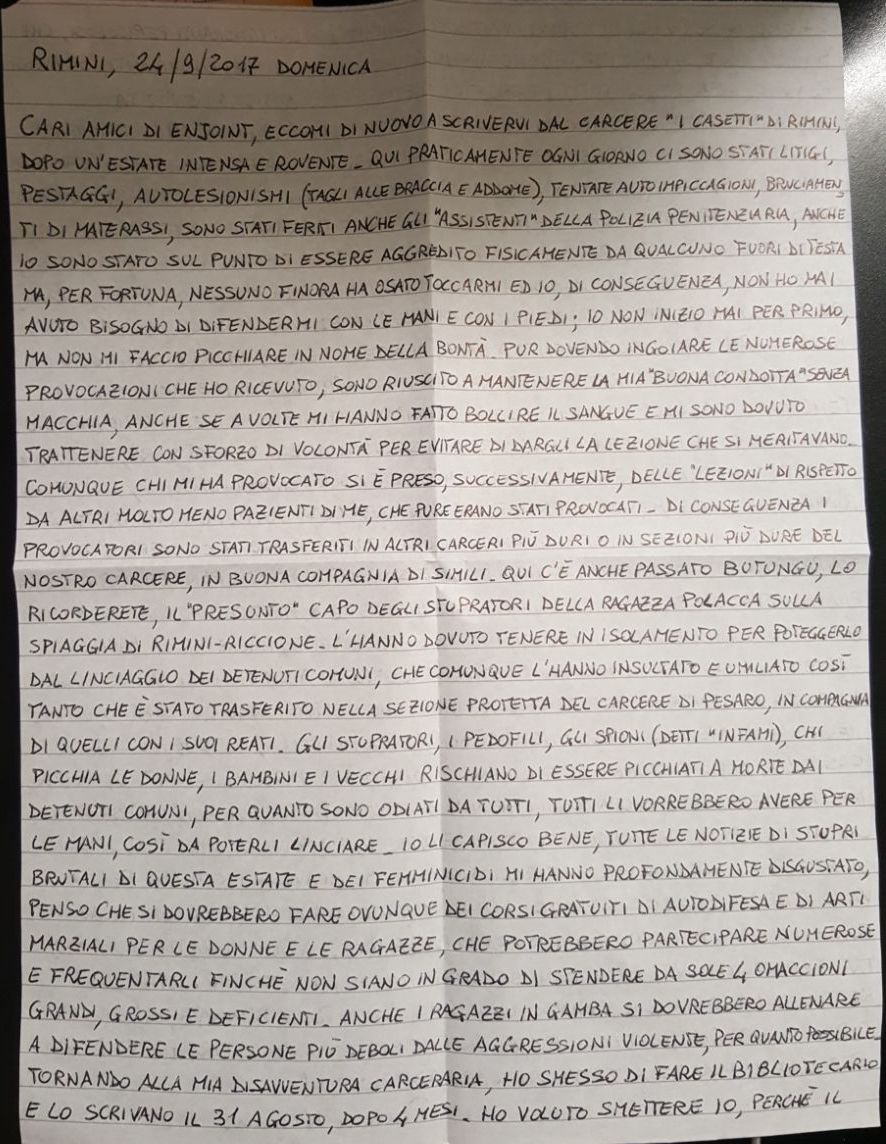 RIMINI, 24/9/2017 DOMENICA
CARI AMICI DI ENJOINT, ECCOMI DI NUOVO A SCRIVERVI DAL CARCERE "I CASETTI" DI RIMINI,
DOPO UN'ESTATE INTENSA E ROVENTE_ QUI PRATICAMENTE OGNI GIORNO CI SONO STATI LITIGI,
PESTAGGI, AUTOLESIONISMI (TAGLI ALLE BRACCIA E ADDOME), TENTATE AUTOIMPICCAGIONI, BRUCIAMEN
TI DI MATERASSI, SONO STATI FERITI ANCHE GLI "ASSISTENTI" DELLA POLIZIA PENITENZIARIA, ANCHE
IO SONO STATO SUL PUNTO DI ESSERE AGGREDITO FISICAMENTE DA QUALCUNO FUORI DI TESTA
MA, PER FORTUNA, NESSUNO FINORA HA OSATO TOCCARMI ED IO, DI CONSEGUENZA, NON HO MAI
AVUTO BISOGNO DI DIFENDERMI CON LE MANI E CON I PIEDI; IO NON INIZIO MAI PER PRIMO,
MA NON MI FACCIO PICCHIARE IN NOME DELLA BONTÀ. PUR DOVENDO INGOIARE LE NUMEROSE
PROVOCAZIONI CHE HO RICEVUTO, SONO RIUSCITO A MANTENERE LA MIA "BUONA CONDOTTA" SENZA
MACCHIA, ANCHE SE A VOLTE MI HANNO FATTO BOLLIRE IL SANGUE E MI SONO DOVUTO
TRATTENERE CON SFORZO DI VOLONTÀ PER EVITARE DI DARGLI LA LEZIONE CHE SI MERITAVANO_
COMUNQUE CHI MI HA PROVOCATO SI È PRESO, SUCCESSIVAMENTE, DELLE "LEZIONI" DI RISPETTO
DA ALTRI MOLTO MENO PAZIENTI DI ME, CHE PURE ERANO STATI PROVOCATI_ DI CONSEGUENZA I
PROVOCATORI SONO STATI TRASFERITI IN ALTRI CARCERI PIÙ DURI O IN SEZIONI PIÙ DURE DEL
NOSTRO CARCERE, IN BUONA COMPAGNIA DI SIMILI_ QUI C'È ANCHE PASSATO BUTUNGU, LO
RICORDERETE, IL "PRESUNTO" CAPO DEGLI STUPRATORI DELLA RAGAZZA POLACCA SULLA
SPIAGGIA DI RIMINI-RICCIONE_ L'HANNO DOVUTO TENERE IN ISOLAMENTO PER POTEGGERLO
DAL LINCIAGGIO DEI DETENUTI COMUNI, CHE COMUNQUE L'HANNO INSULTATO E UMILIATO COSÌ
TANTO CHE È STATO TRASFERITO NELLA SEZIONE PROTETTA DEL CARCERE DI PESARO, IN COMPAGNIA
DI QUELLI CON I SUOI REATI_ GLI STUPRATORI, I PEDOFILI, GLI SPIONI (DETTI "INFAMI), CHI
PICCHIA LE DONNE, I BAMBINI E I VECCHI RISCHIANO DI ESSERE PICCHIATI A MORTE DAI
DETENUTI COMUNI, PER QUANTO SONO ODIATI DA TUTTI, TUTTI LI VORREBBERO AVERE PER
LE MANI, COSÌ DA POTERLI LINCIARE_ IO LI CAPISCO BENE, TUTTE LE NOTIZIE DI STUPRI
BRUTALI DI QUESTA ESTATE E DEI FEMMINICIDI MI HANNO PROFONDAMENTE DISGUSTATO,
PENSO CHE SI DOVREBBERO FARE OVUNQUE DEI CORSI GRATUITI DI AUTODIFESA E DI ARTI
MARZIALI PER LE DONNE E LE RAGAZZE, CHE POTREBBERO PARTECIPARE NUMEROSE
E FREQUENTARLI FINCHÈ NON SIANO IN GRADO DI STENDERE DA SOLE 4 OMACCIONI
GRANDI, GROSSI E DEFICIENTI_ ANCHE I RAGAZZI IN GAMBA SI DOVREBBERO ALLENARE
A DIFENDERE LE PERSONE PIÙ DEBOLI DALLE AGGRESSIONI VIOLENTE, PER QUANTO POSSIBILE_
TORNANDO ALLA MIA DISAVVENTURA CARCERARIA, HO SMESSO DI FARE IL BIBLIOTECARIO
E LO SCRIVANO IL 31 AGOSTO, DOPO 4 MESI_ HO VOLUTO SMETTERE IO, PERCHÈ IL